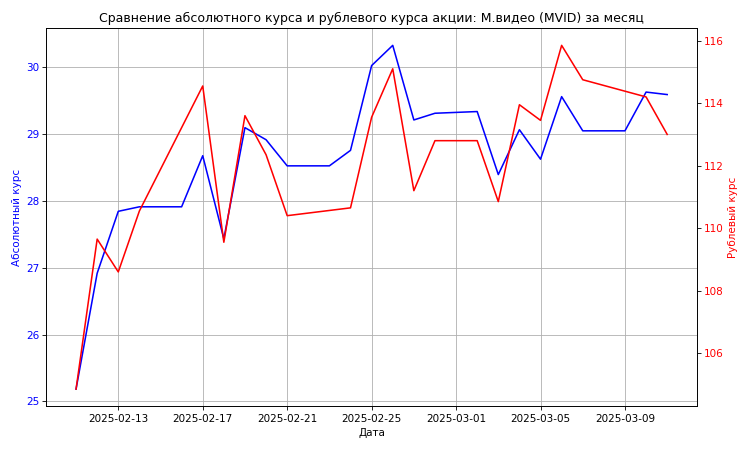 Сравнение абсолютного курса и рублевого курса акции: М.видео (MVID) за месяц
Абсолютный курс
30
29
28
27
26
25
116
114
112
110
108
106
Рублевый курс
2025-02-13 2025-02-17 2025-02-21 2025-02-25 2025-03-01 2025-03-05 2025-03-09
Дата